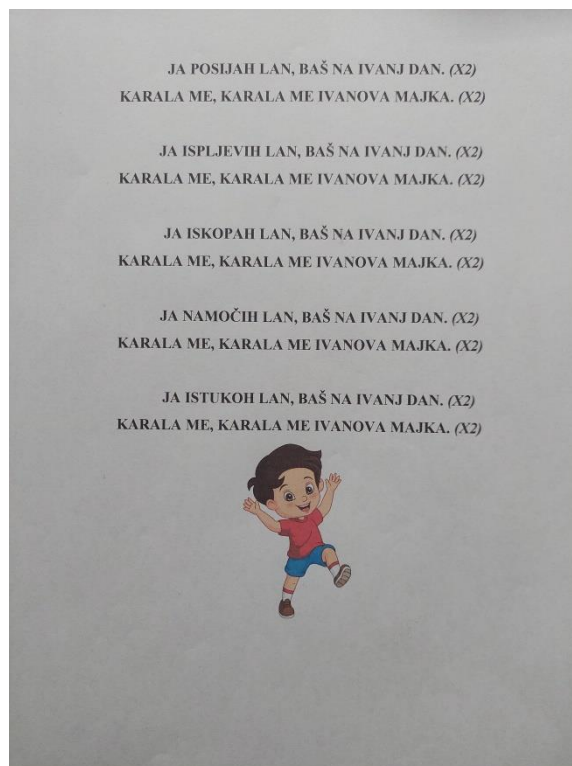 JA POSIJAH LAN, BAŠ NA IVANJ DAN. (X2)
KARALA ME, KARALA ME IVANOVA MAJKA. (X2)
JA ISPLJEVIH LAN, BAŠ NA IVANJ DAN. (X2)
KARALA ME, KARALA ME IVANOVA MAJKA. (X2)
JA ISKOPAH LAN, BAŠ NA IVANJ DAN. (X2)
KARALA ME, KARALA ME IVANOVA MAJKA. (X2)
JA NAMOČIH LAN, BAŠ NA IVANJ DAN. (X2)
KARALA ME, KARALA ME IVANOVA MAJKA. (X2)
JA ISTUKOH LAN, BAŠ NA IVANJ DAN. (X2)
KARALA ME, KARALA ME IVANOVA MAJKA. (X2)